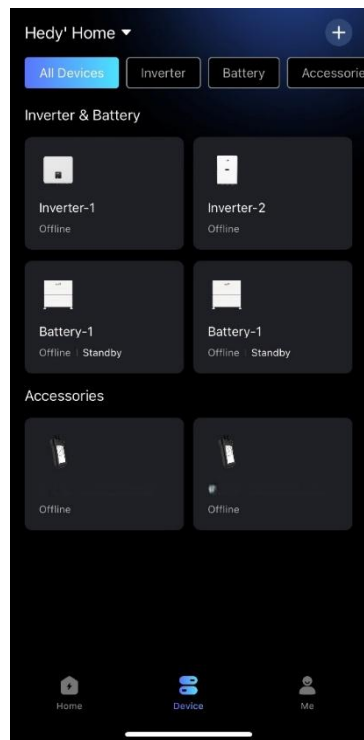 Hedy' Home
All Devices Inverter Battery Accessorie
Inverter & Battery
Inverter-1 Inverter-2
Offline Offline
Battery-1 Battery-1
Offline | Standby Offline | Standby
Accessories
Offline Offline
Home Device Me